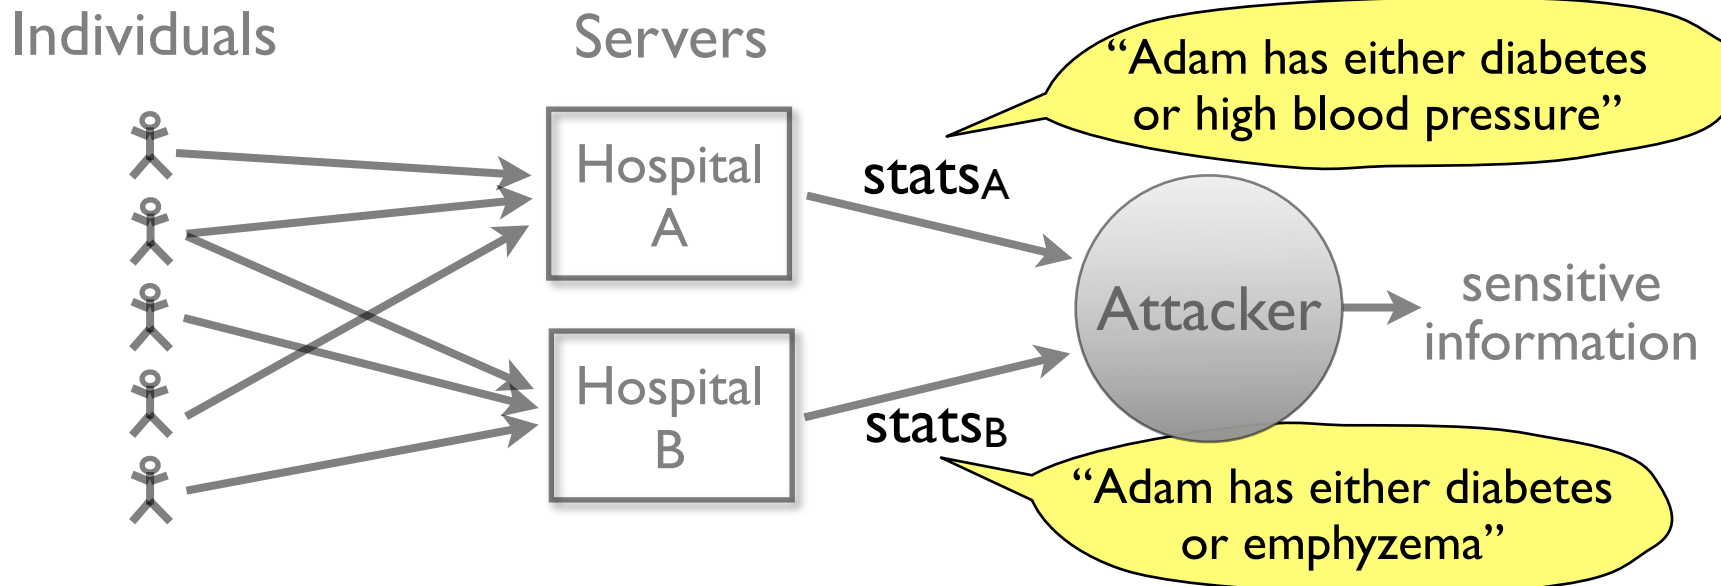 Individuals
Servers
“Adam has either diabetes
or high blood pressure”
Hospital
A
statsA
Attacker
sensitive
information
Hospital
B
statsB
“Adam has either diabetes
or emphyzema”